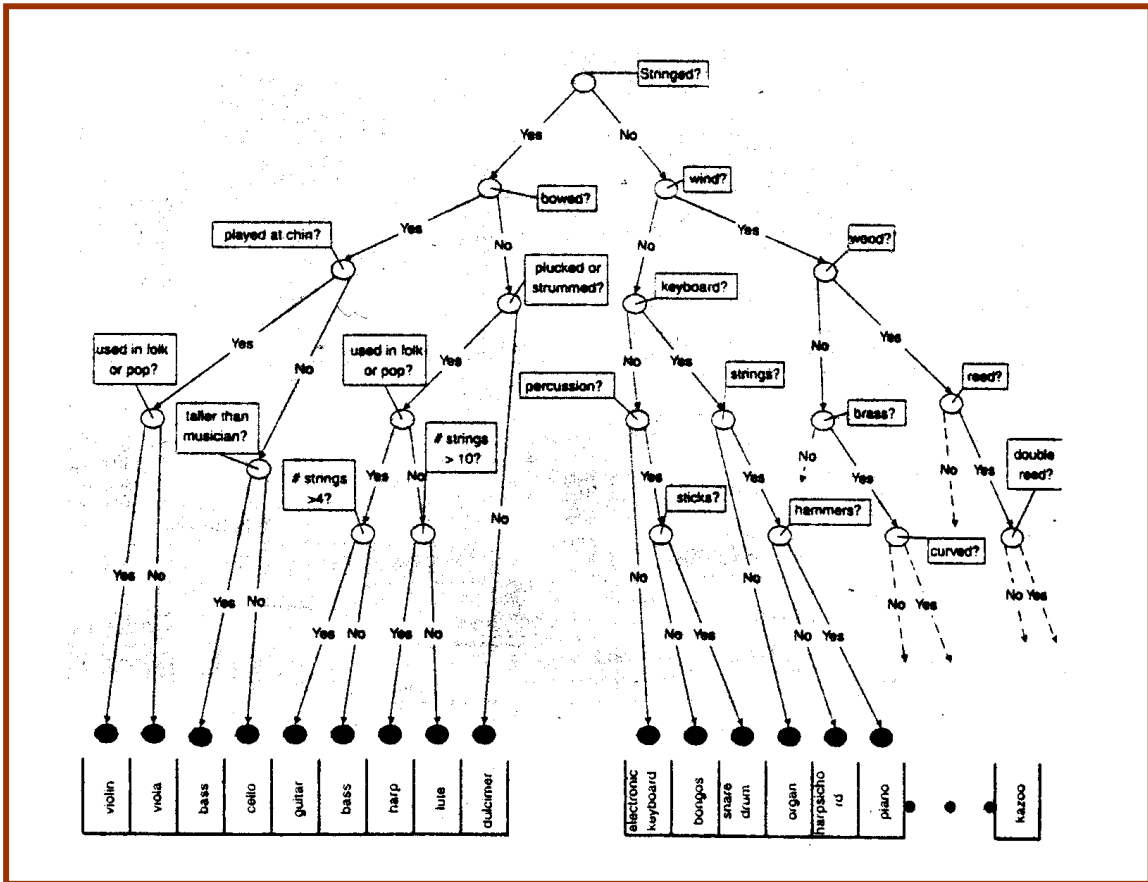 Stringed?
Yes
No
bowed?
wind?
played at chin?
Yes
No
No
Yes
wood?
plucked or
strummed?
keyboard?
used in folk
or pop?
Yes
No
used in folk
or pop?
Yes
No
Yes
strings?
No
Yes
reed?
percussion?
taller than
musician?
# strings
> 10?
brass?
double
reed?
# strings
>4?
Yes
No
No
Yes
sticks?
Yes
hammers?
No
Yes
No
Yes
curved?
Yes
No
Yes
No
No
No
No
Yes
No
Yes
Yes
No
Yes
No
No
Yes
No
Yes
violin
viola
bass
cello
guitar
bass
harp
lute
dulcimer
electronic
keyboard
bongos
snare
drum
organ
harpsicho
rd
piano
kazoo